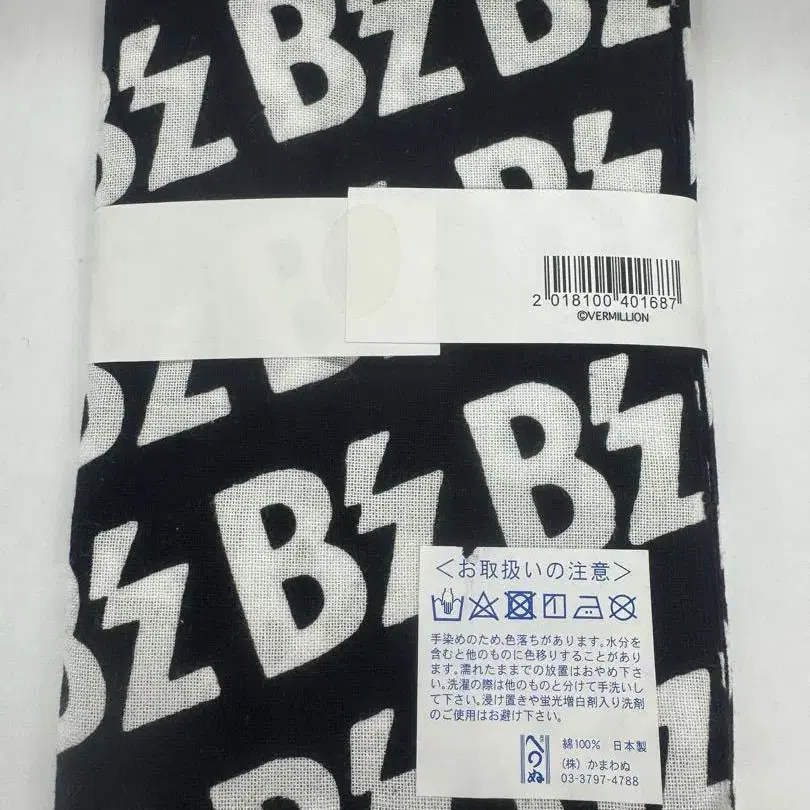 B'z B'z B'z
B'z
2 018100 401687
©VERMILLION
B'z B'z
B'z B'z
＜お取扱いの注意＞
手染めのため､色落ちがあります。水分を
含むと他のものに色移りすることがあり
ます。濡れたままでの放置はおやめ下さ
い。洗濯の際は他のものと分けて手洗いし
て下さい。浸け置きや蛍光増白剤入り洗剤
のご使用はお避け下さい。
綿100% 日本製
(株) かまわぬ
03-3797-4788
B'z